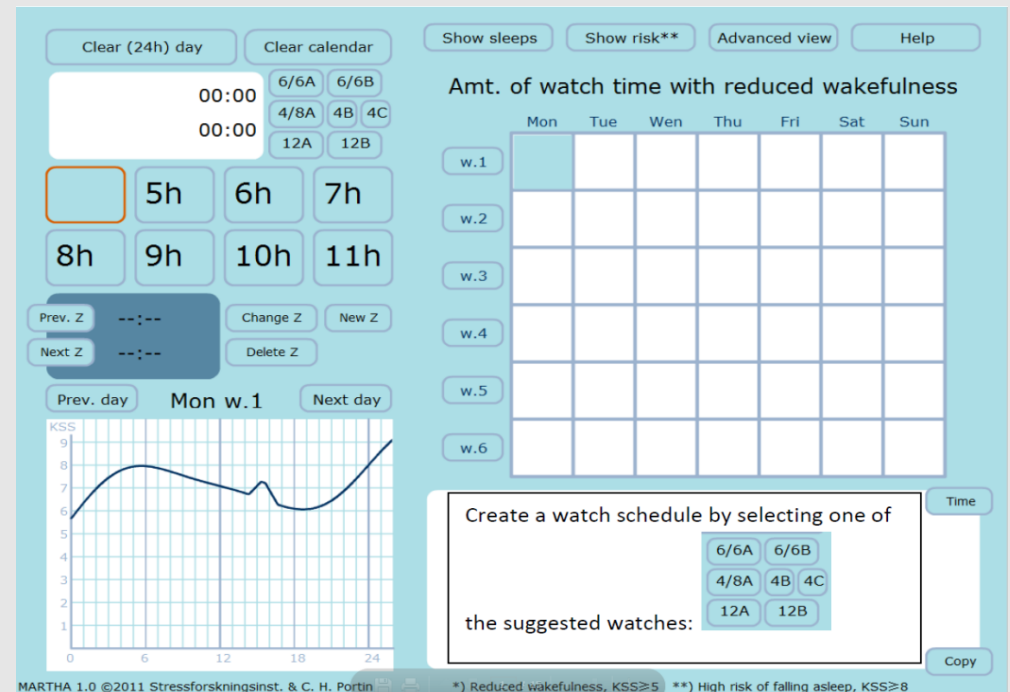 Clear (24h) day
Clear calendar
Show sleeps
Show risk**
Advanced view
Help
00:00
00:00
6/6A 6/6B
4/8A 4B 4C
12A 12B
5h 6h 7h
8h 9h 10h 11h
Prev. Z --:-- Change Z New Z
Next Z --:-- Delete Z
Prev. day Mon w.1 Next day
KSS
9
8
7
6
5
4
3
2
1
0 6 12 18 24
Amt. of watch time with reduced wakefulness
Mon Tue Wen Thu Fri Sat Sun
w.1
w.2
w.3
w.4
w.5
w.6
Time
Create a watch schedule by selecting one of
6/6A 6/6B
4/8A 4B 4C
12A 12B
the suggested watches:
Copy
MARTHA 1.0 ©2011 Stressforskningsinst. & C. H. Portin
*) Reduced wakefulness, KSS≥5 **) High risk of falling asleep, KSS≥8